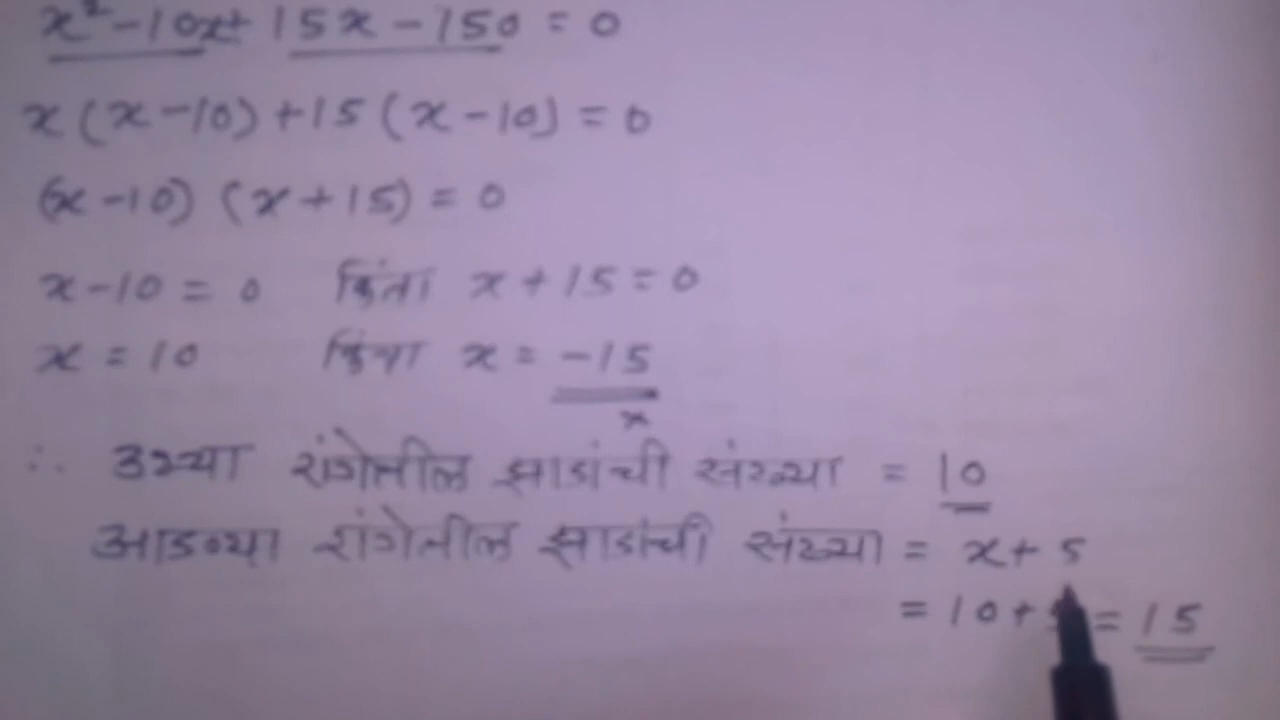 x² - 10x + 15x - 150 = 0
x (x - 10) + 15 (x - 10) = 0
(x - 10) (x + 15) = 0
x - 10 = 0 किंवा x + 15 = 0
x = 10 किंवा x = -15
x
∴ उभ्या रांगेतील झाडांची संख्या = 10
आडव्या रांगेतील झाडांची संख्या = x + 5
= 10 + 5 = 15